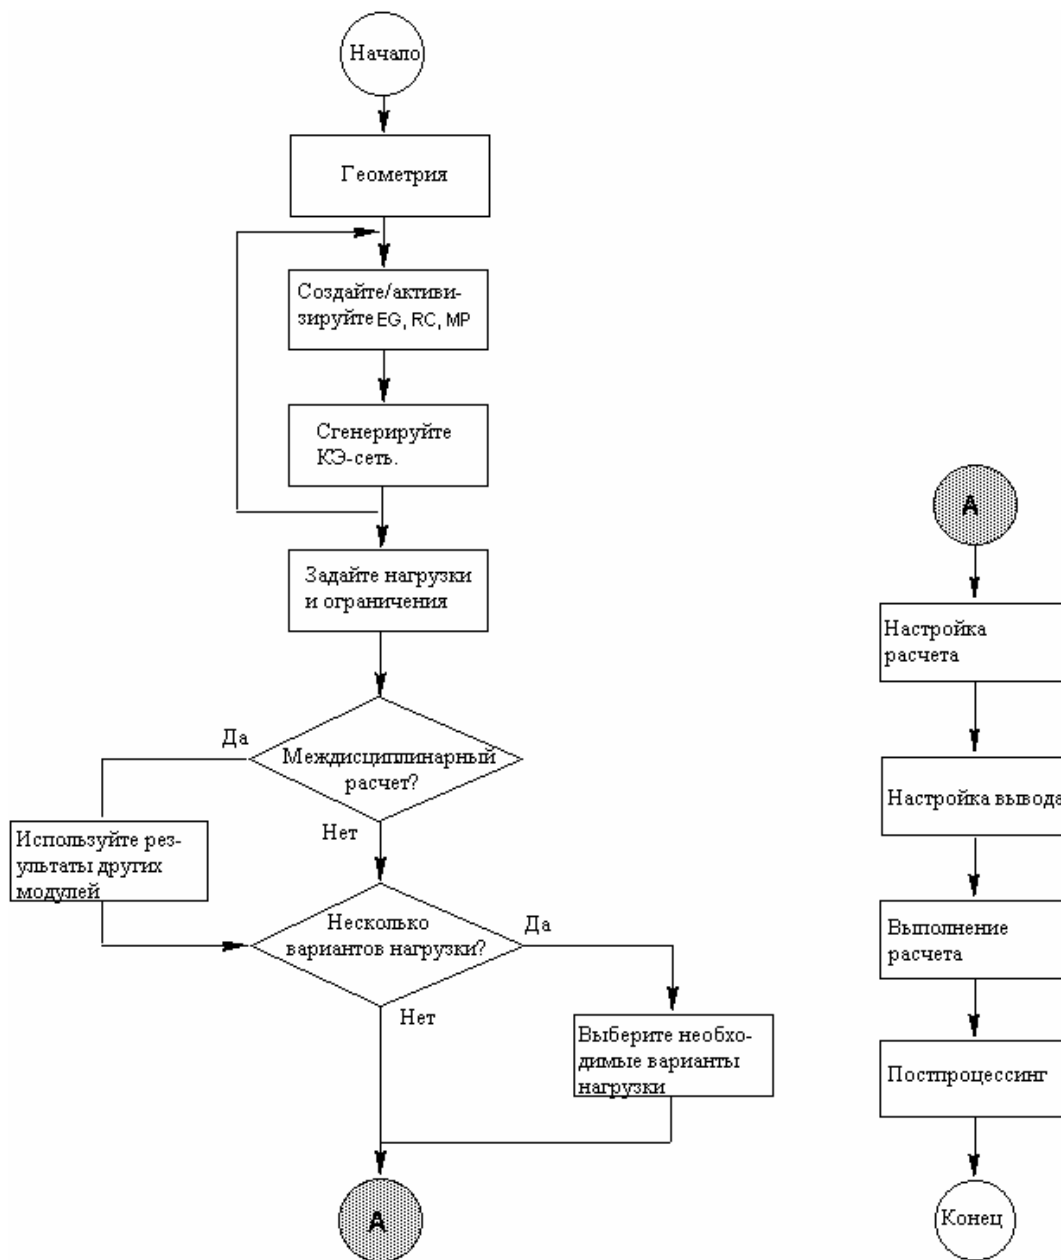 Начало
Геометрия
Создайте/активи-
зируйте EG, RC, MP
Сгенерируйте
КЭ-сеть.
Задайте нагрузки
и ограничения
Да
Междисциплинарный
расчет?
Нет
Используйте рез-
ультаты других
модулей
Несколько
вариантов нагрузки?
Да
Нет
Выберите необхо-
димые варианты
нагрузки
А
А
Настройка
расчета
Настройка вывода
Выполнение
расчета
Постпроцессинг
Конец